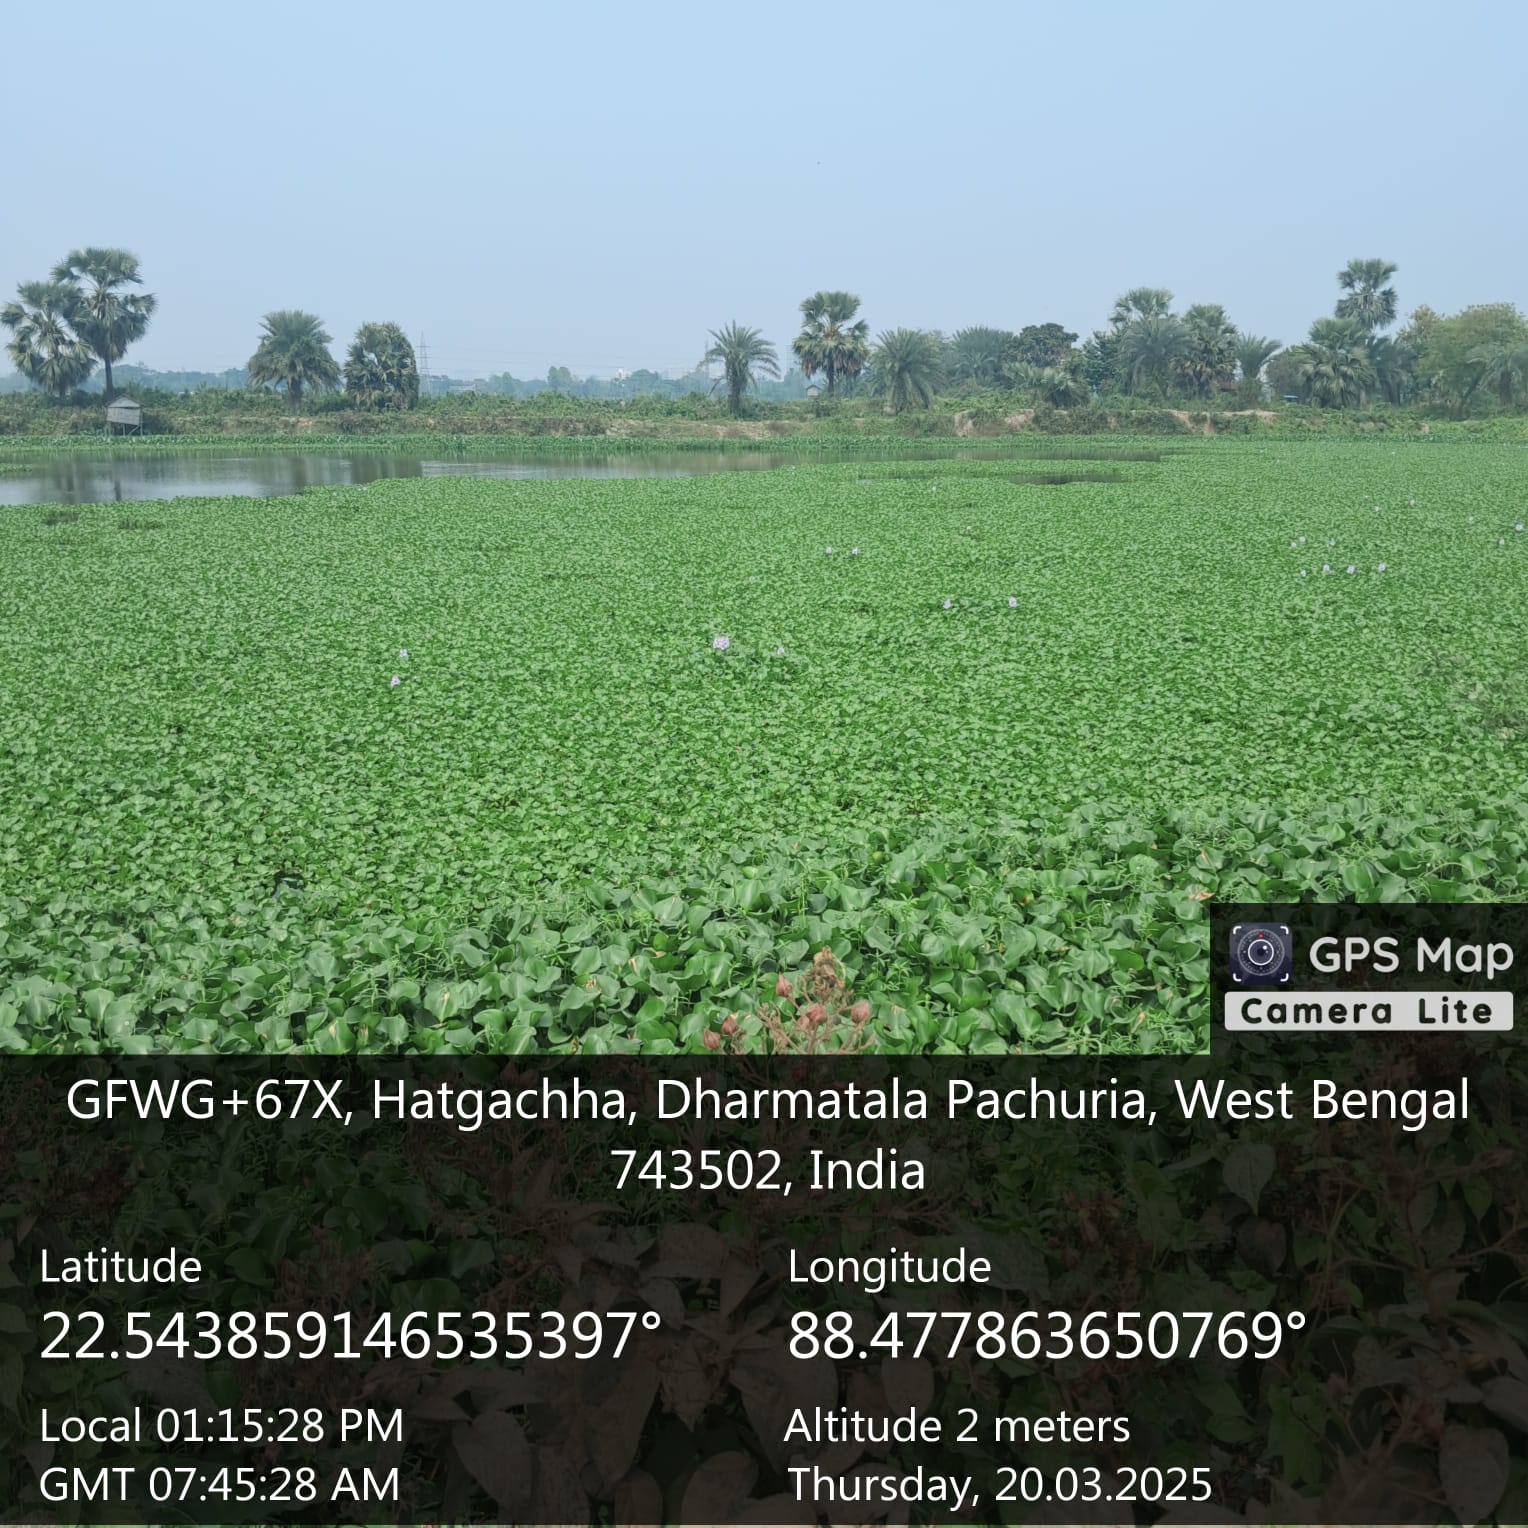 GPS Map
Camera Lite
GFWG+67X, Hatgachha, Dharmatala Pachuria, West Bengal
743502, India
Latitude
22.543859146535397°
Longitude
88.477863650769°
Local 01:15:28 PM
GMT 07:45:28 AM
Altitude 2 meters
Thursday, 20.03.2025